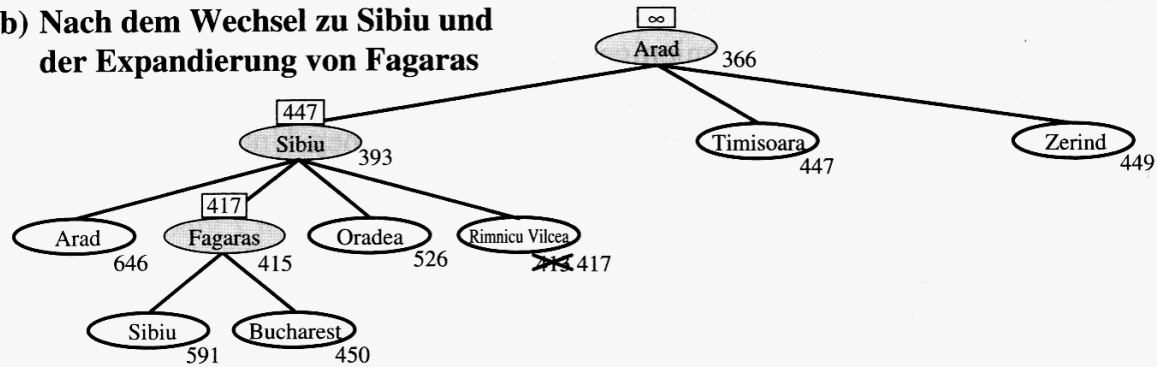 b) Nach dem Wechsel zu Sibiu und
der Expandierung von Fagaras
∞
Arad 366
447
Sibiu 393
Timisoara 447
Zerind 449
Arad 646
417
Fagaras 415
Oradea 526
Rimnicu Vilcea
413 417
Sibiu 591
Bucharest 450